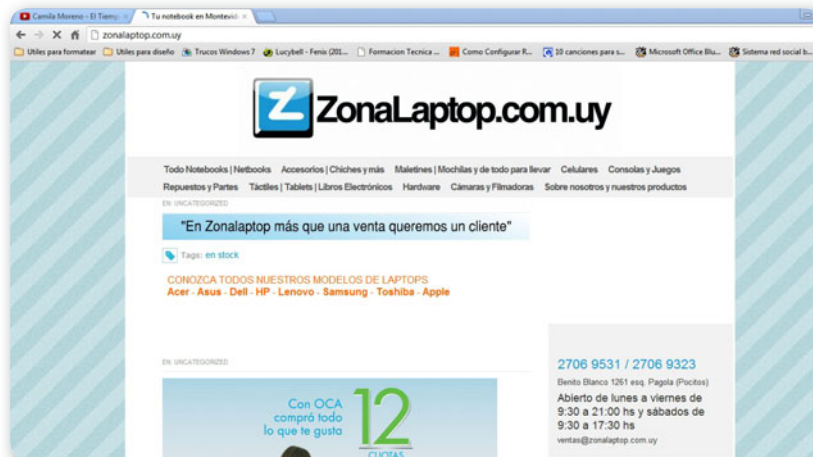 Camila Moreno - El Tiemp
Tu notebook en Montevid
zonalaptop.com.uy
Utiles para formatear Utiles para diseño Trucos Windows 7 Lucybell - Fenix (201... Formacion Tecnica ... Como Configurar R... 10 canciones para s... Microsoft Office Blu... Sistema red social b...
Z ZonaLaptop.com.uy
Todo Notebooks | Netbooks Accesorios | Chiches y más Maletines | Mochilas y de todo para llevar Celulares Consolas y Juegos
Repuestos y Partes Táctiles | Tablets | Libros Electrónicos Hardware Cámaras y Filmadoras Sobre nosotros y nuestros productos
EN: UNCATEGORIZED
"En Zonalaptop más que una venta queremos un cliente"
Tags: en stock
CONOZCA TODOS NUESTROS MODELOS DE LAPTOPS
Acer - Asus - Dell - HP - Lenovo - Samsung - Toshiba - Apple
EN: UNCATEGORIZED
Con OCA
comprá todo
lo que te gusta
12
CUOTAS
2706 9531 / 2706 9323
Benito Blanco 1261 esq. Pagola (Pocitos)
Abierto de lunes a viernes de
9:30 a 21:00 hs y sábados de
9:30 a 17:30 hs
ventas@zonalaptop.com.uy